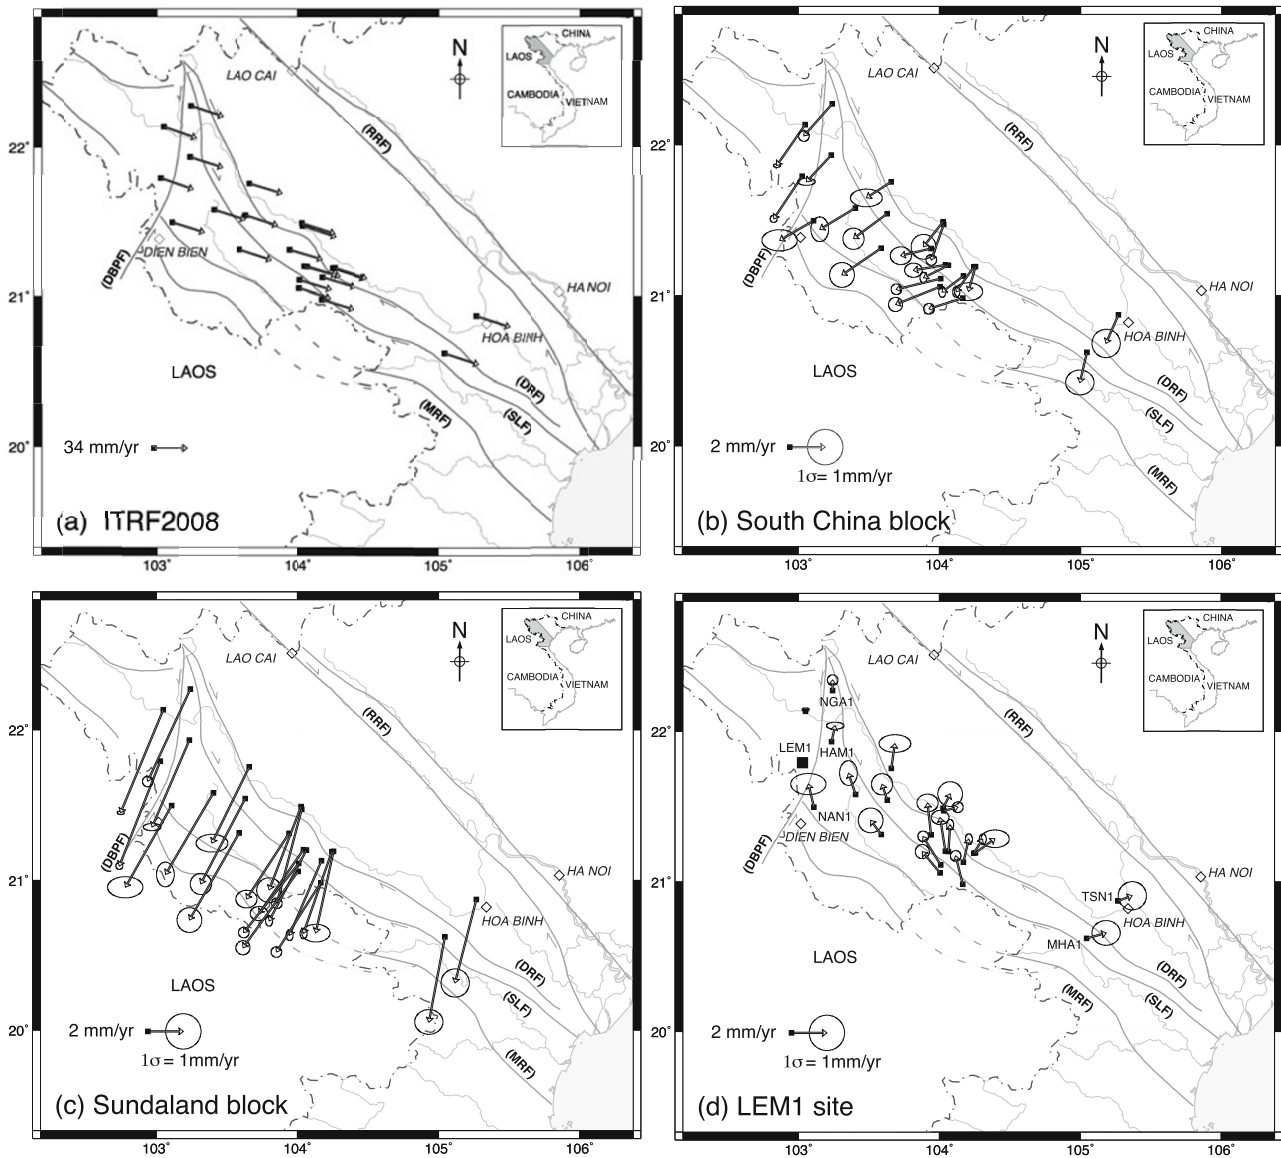 N
CHINA
LAOS
CAMBODIA
VIETNAM
LAO CAI
(RRF)
22°
DIEN BIEN
(DBPF)
21°
HA NOI
HOA BINH
LAOS
(DRF)
(SLF)
(MRF)
34 mm/yr
20°
(a) ITRF2008
103° 104° 105° 106°
N
CHINA
LAOS
CAMBODIA
VIETNAM
LAO CAI
(RRF)
22°
(DBPF)
21°
HA NOI
HOA BINH
LAOS
(DRF)
(SLF)
(MRF)
2 mm/yr
1σ= 1mm/yr
20°
(b) South China block
103° 104° 105° 106°
N
CHINA
LAOS
CAMBODIA
VIETNAM
LAO CAI
(RRF)
22°
(DBPF)
21°
HA NOI
HOA BINH
LAOS
(DRF)
(SLF)
(MRF)
2 mm/yr
1σ = 1mm/yr
20°
(c) Sundaland block
103° 104° 105° 106°
N
CHINA
LAOS
CAMBODIA
VIETNAM
LAO CAI
NGA1
(RRF)
22°
LEM1
HAM1
NAN1
DIEN BIEN
(DBPF)
21°
HA NOI
TSN1
HOA BINH
MHA1
LAOS
(DRF)
(SLF)
(MRF)
2 mm/yr
1σ = 1mm/yr
20°
(d) LEM1 site
103° 104° 105° 106°